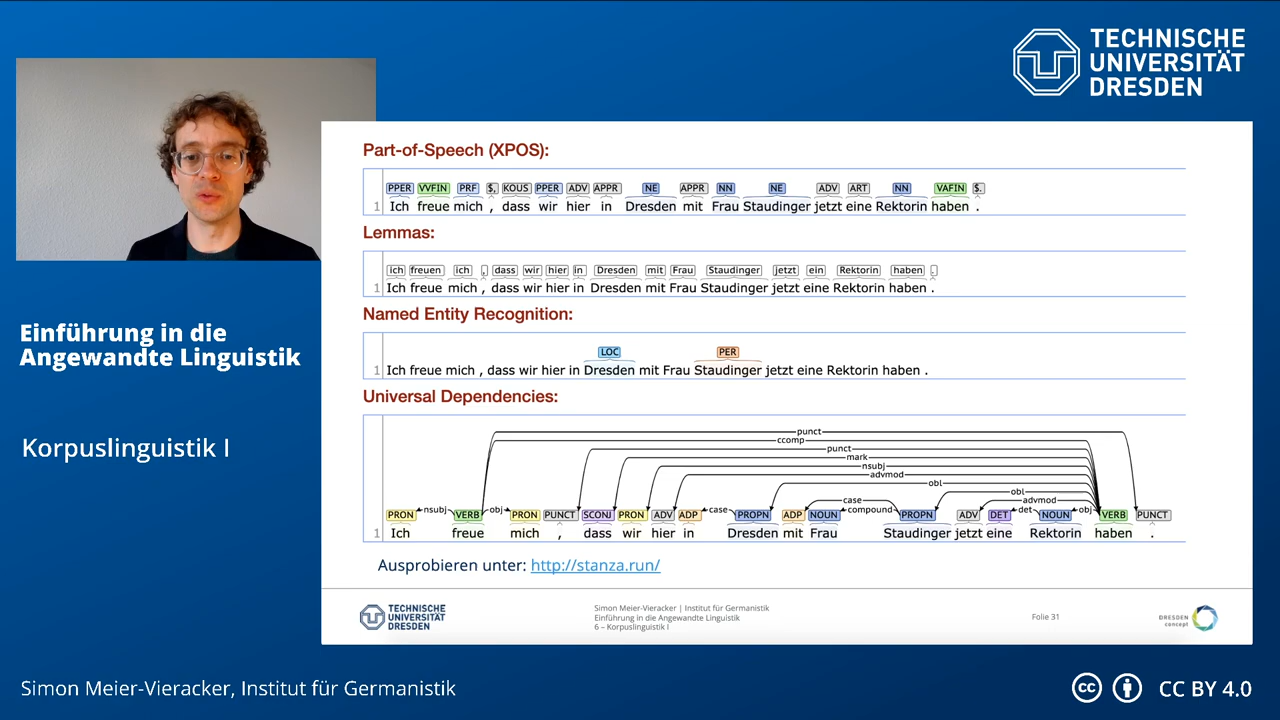 TECHNISCHE
UNIVERSITÄT
DRESDEN
Einführung in die
Angewandte Linguistik
Korpuslinguistik I
Part-of-Speech (XPOS):
PPER VVFIN PRF $, KOUS PPER ADV APPR NE APPR NN NE ADV ART NN VAFIN $.
1 Ich freue mich , dass wir hier in Dresden mit Frau Staudinger jetzt eine Rektorin haben .
Lemmas:
ich freuen ich , dass wir hier in Dresden mit Frau Staudinger jetzt ein Rektorin haben .
1 Ich freue mich , dass wir hier in Dresden mit Frau Staudinger jetzt eine Rektorin haben .
Named Entity Recognition:
LOC PER
1 Ich freue mich , dass wir hier in Dresden mit Frau Staudinger jetzt eine Rektorin haben .
Universal Dependencies:
punct
ccomp
punct
mark
nsubj
advmod
obl
obl
case advmod
PRON nsubj VERB obj PRON PUNCT SCONJ PRON ADV ADP case PROPN ADP NOUN compound PROPN ADV DET det NOUN obj VERB PUNCT
1 Ich freue mich , dass wir hier in Dresden mit Frau Staudinger jetzt eine Rektorin haben .
Ausprobieren unter: http://stanza.run/
TECHNISCHE
UNIVERSITÄT
DRESDEN
Simon Meier-Vieracker | Institut für Germanistik
Einführung in die Angewandte Linguistik
6 – Korpuslinguistik I
Folie 31
DRESDEN
concept
Simon Meier-Vieracker, Institut für Germanistik
cc CC BY 4.0